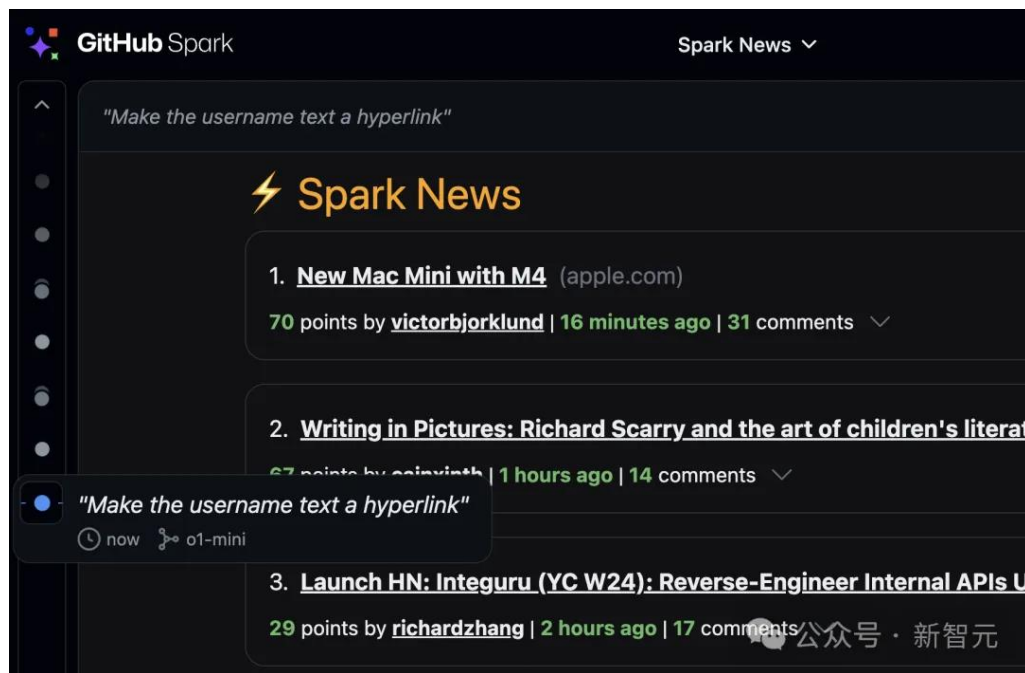 GitHub Spark
Spark News
"Make the username text a hyperlink"
⚡ Spark News
1. New Mac Mini with M4 (apple.com)
70 points by victorbjorklund | 16 minutes ago | 31 comments
2. Writing in Pictures: Richard Scarry and the art of children's litera
67 points by | 1 hours ago | 14 comments
"Make the username text a hyperlink"
now o1-mini
3. Launch HN: Integuru (YC W24): Reverse-Engineer Internal APIs U
29 points by richardzhang | 2 hours ago | 17 comments
公众号 · 新智元